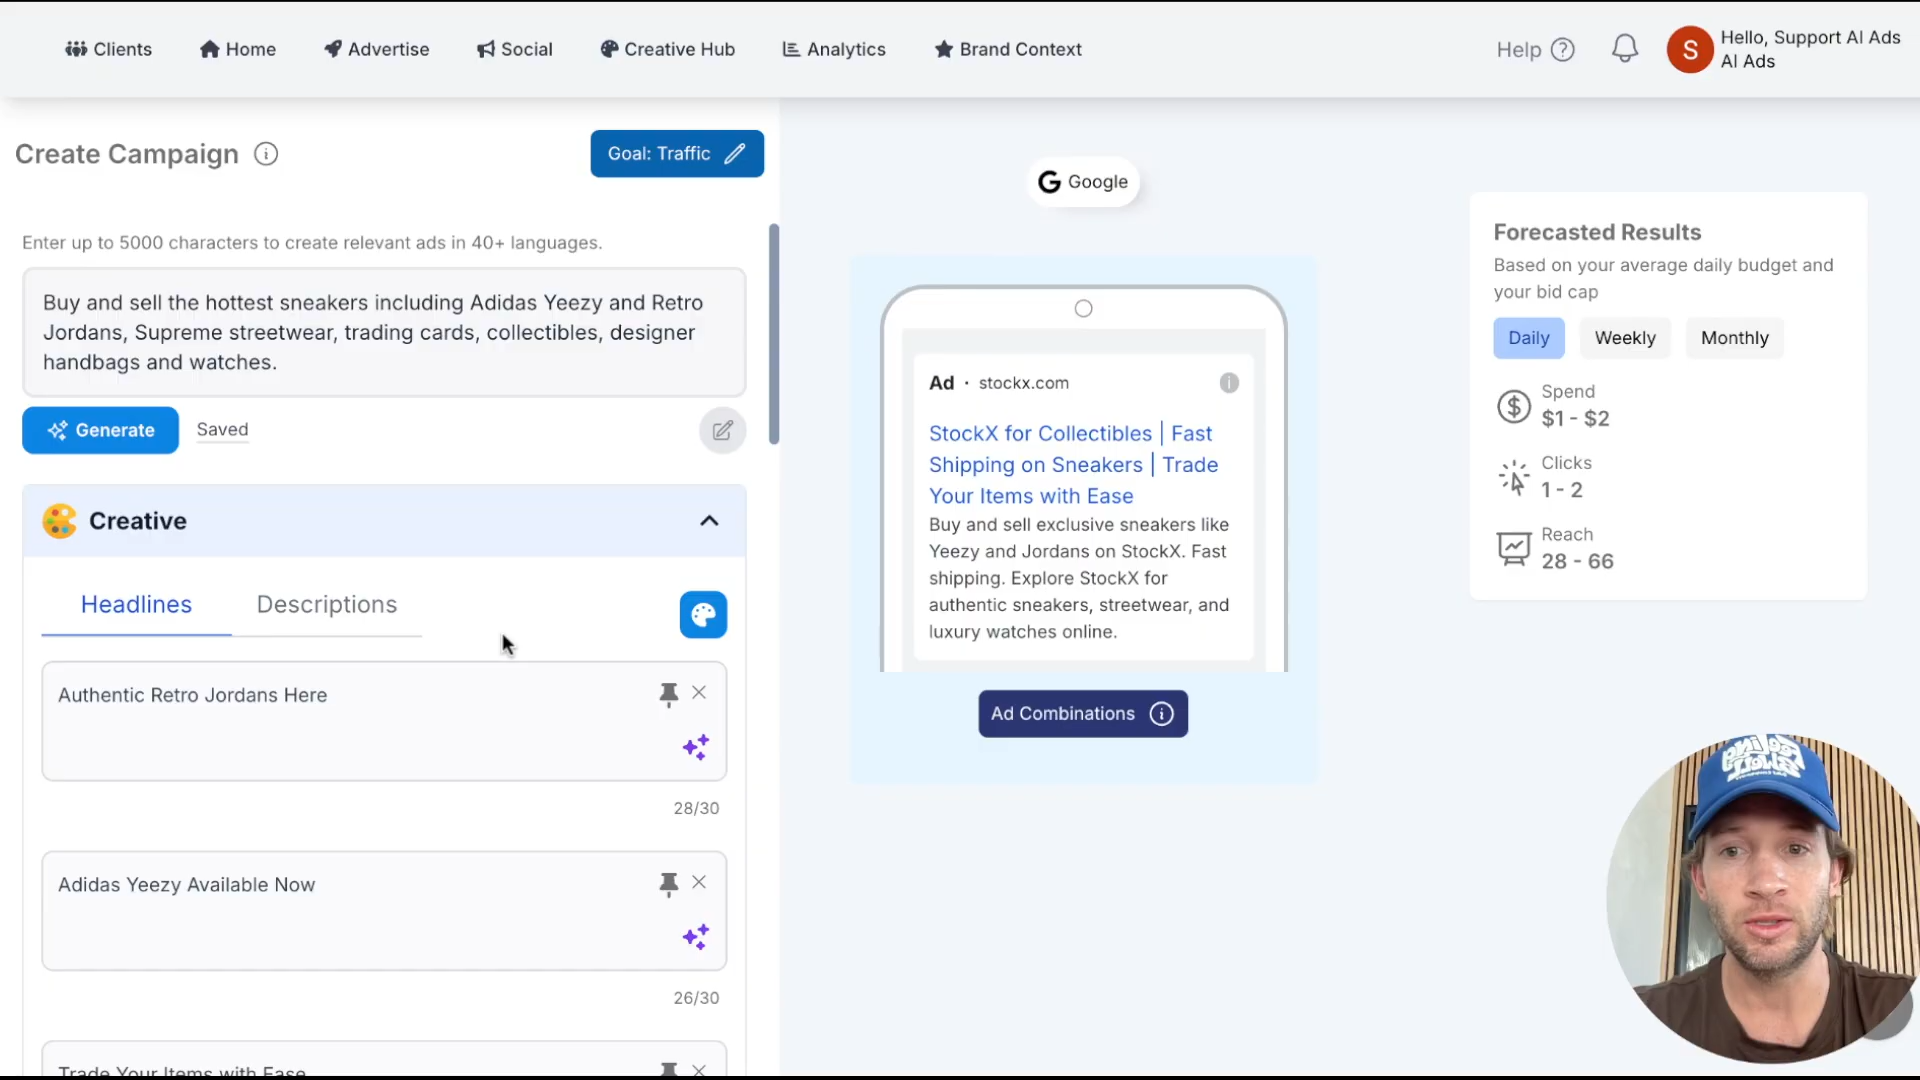 Clients
Home
Advertise
Social
Creative Hub
Analytics
Brand Context
Help
S
Hello, Support AI Ads
AI Ads
Create Campaign
Goal: Traffic
Enter up to 5000 characters to create relevant ads in 40+ languages.
Buy and sell the hottest sneakers including Adidas Yeezy and Retro
Jordans, Supreme streetwear, trading cards, collectibles, designer
handbags and watches.
Generate
Saved
Creative
Headlines
Descriptions
Authentic Retro Jordans Here
28/30
Adidas Yeezy Available Now
26/30
Trade Your Items with Ease
Google
Ad · stockx.com
StockX for Collectibles | Fast
Shipping on Sneakers | Trade
Your Items with Ease
Buy and sell exclusive sneakers like
Yeezy and Jordans on StockX. Fast
shipping. Explore StockX for
authentic sneakers, streetwear, and
luxury watches online.
Ad Combinations
Forecasted Results
Based on your average daily budget and
your bid cap
Daily
Weekly
Monthly
Spend
$1 - $2
Clicks
1 - 2
Reach
28 - 66